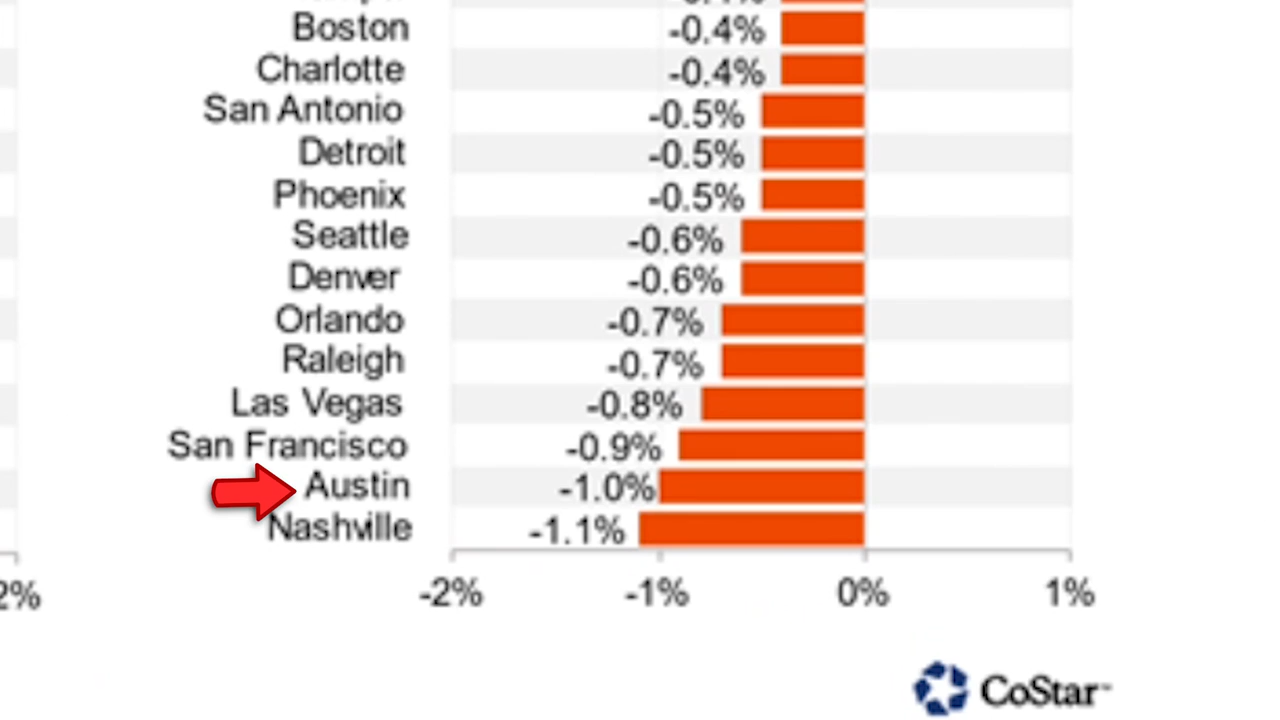 Boston -0.4%
Charlotte -0.4%
San Antonio -0.5%
Detroit -0.5%
Phoenix -0.5%
Seattle -0.6%
Denver -0.6%
Orlando -0.7%
Raleigh -0.7%
Las Vegas -0.8%
San Francisco -0.9%
Austin -1.0%
Nashville -1.1%
2% -2% -1% 0% 1%
CoStar™